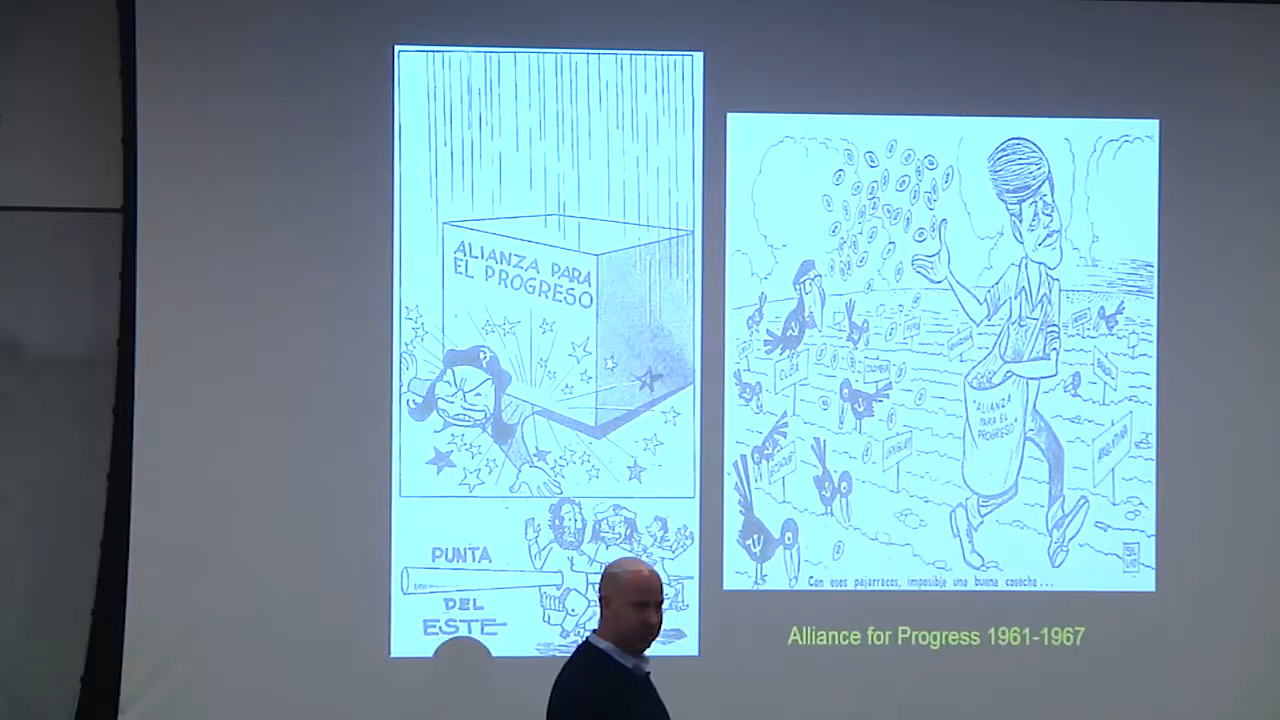 ALIANZA PARA
EL PROGRESO
PUNTA
DEL
ESTE
CUBA
COLOMBIA
"ALIANZA
PARA EL
PROGRESO"
Con esos pajarracos, imposible una buena cosecha...
Alliance for Progress 1961-1967